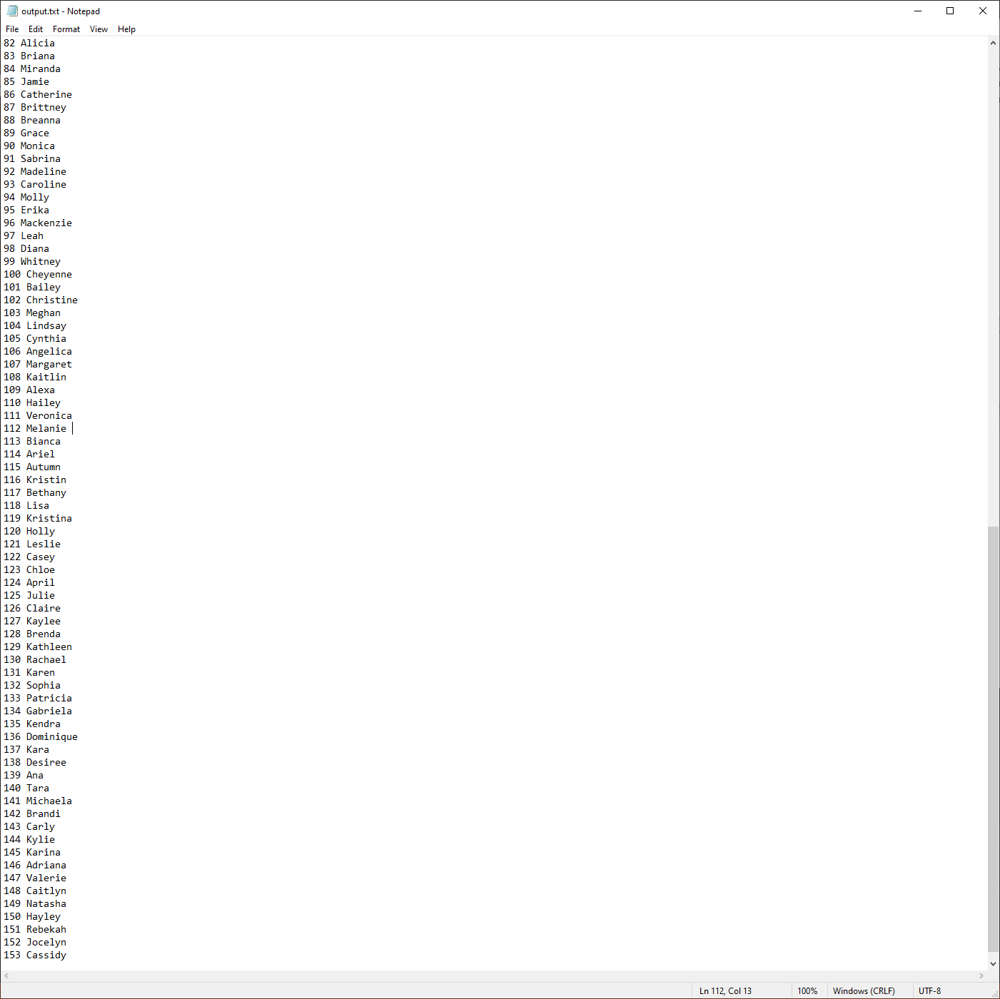 output.txt - Notepad
File Edit Format View Help
82 Alicia
83 Briana
84 Miranda
85 Jamie
86 Catherine
87 Brittney
88 Breanna
89 Grace
90 Monica
91 Sabrina
92 Madeline
93 Caroline
94 Molly
95 Erika
96 Mackenzie
97 Leah
98 Diana
99 Whitney
100 Cheyenne
101 Bailey
102 Christine
103 Meghan
104 Lindsay
105 Cynthia
106 Angelica
107 Margaret
108 Kaitlin
109 Alexa
110 Hailey
111 Veronica
112 Melanie
113 Bianca
114 Ariel
115 Autumn
116 Kristin
117 Bethany
118 Lisa
119 Kristina
120 Holly
121 Leslie
122 Casey
123 Chloe
124 April
125 Julie
126 Claire
127 Kaylee
128 Brenda
129 Kathleen
130 Rachael
131 Karen
132 Sophia
133 Patricia
134 Gabriela
135 Kendra
136 Dominique
137 Kara
138 Desiree
139 Ana
140 Tara
141 Michaela
142 Brandi
143 Carly
144 Kylie
145 Karina
146 Adriana
147 Valerie
148 Caitlyn
149 Natasha
150 Hayley
151 Rebekah
152 Jocelyn
153 Cassidy
Ln 112, Col 13 100% Windows (CRLF) UTF-8